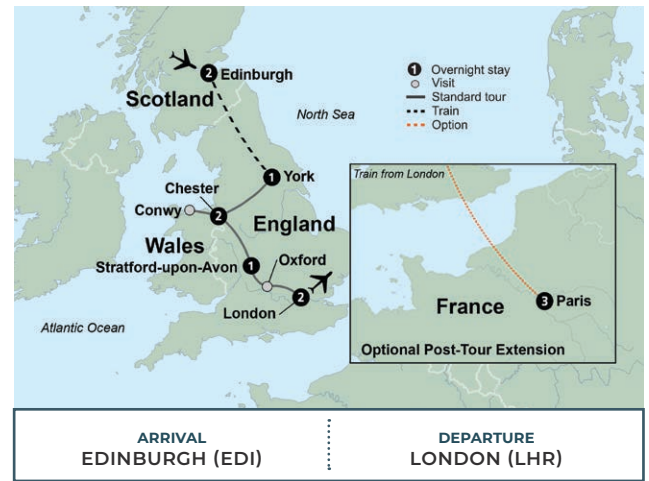 2 Edinburgh
Scotland
North Sea
1 Overnight stay
Visit
Standard tour
Train
Option
1 York
Chester
Conwy
2
England
Wales
Stratford-upon-Avon
1
Oxford
2
London
Atlantic Ocean
Train from London
France
3 Paris
Optional Post-Tour Extension
ARRIVAL
EDINBURGH (EDI)
DEPARTURE
LONDON (LHR)